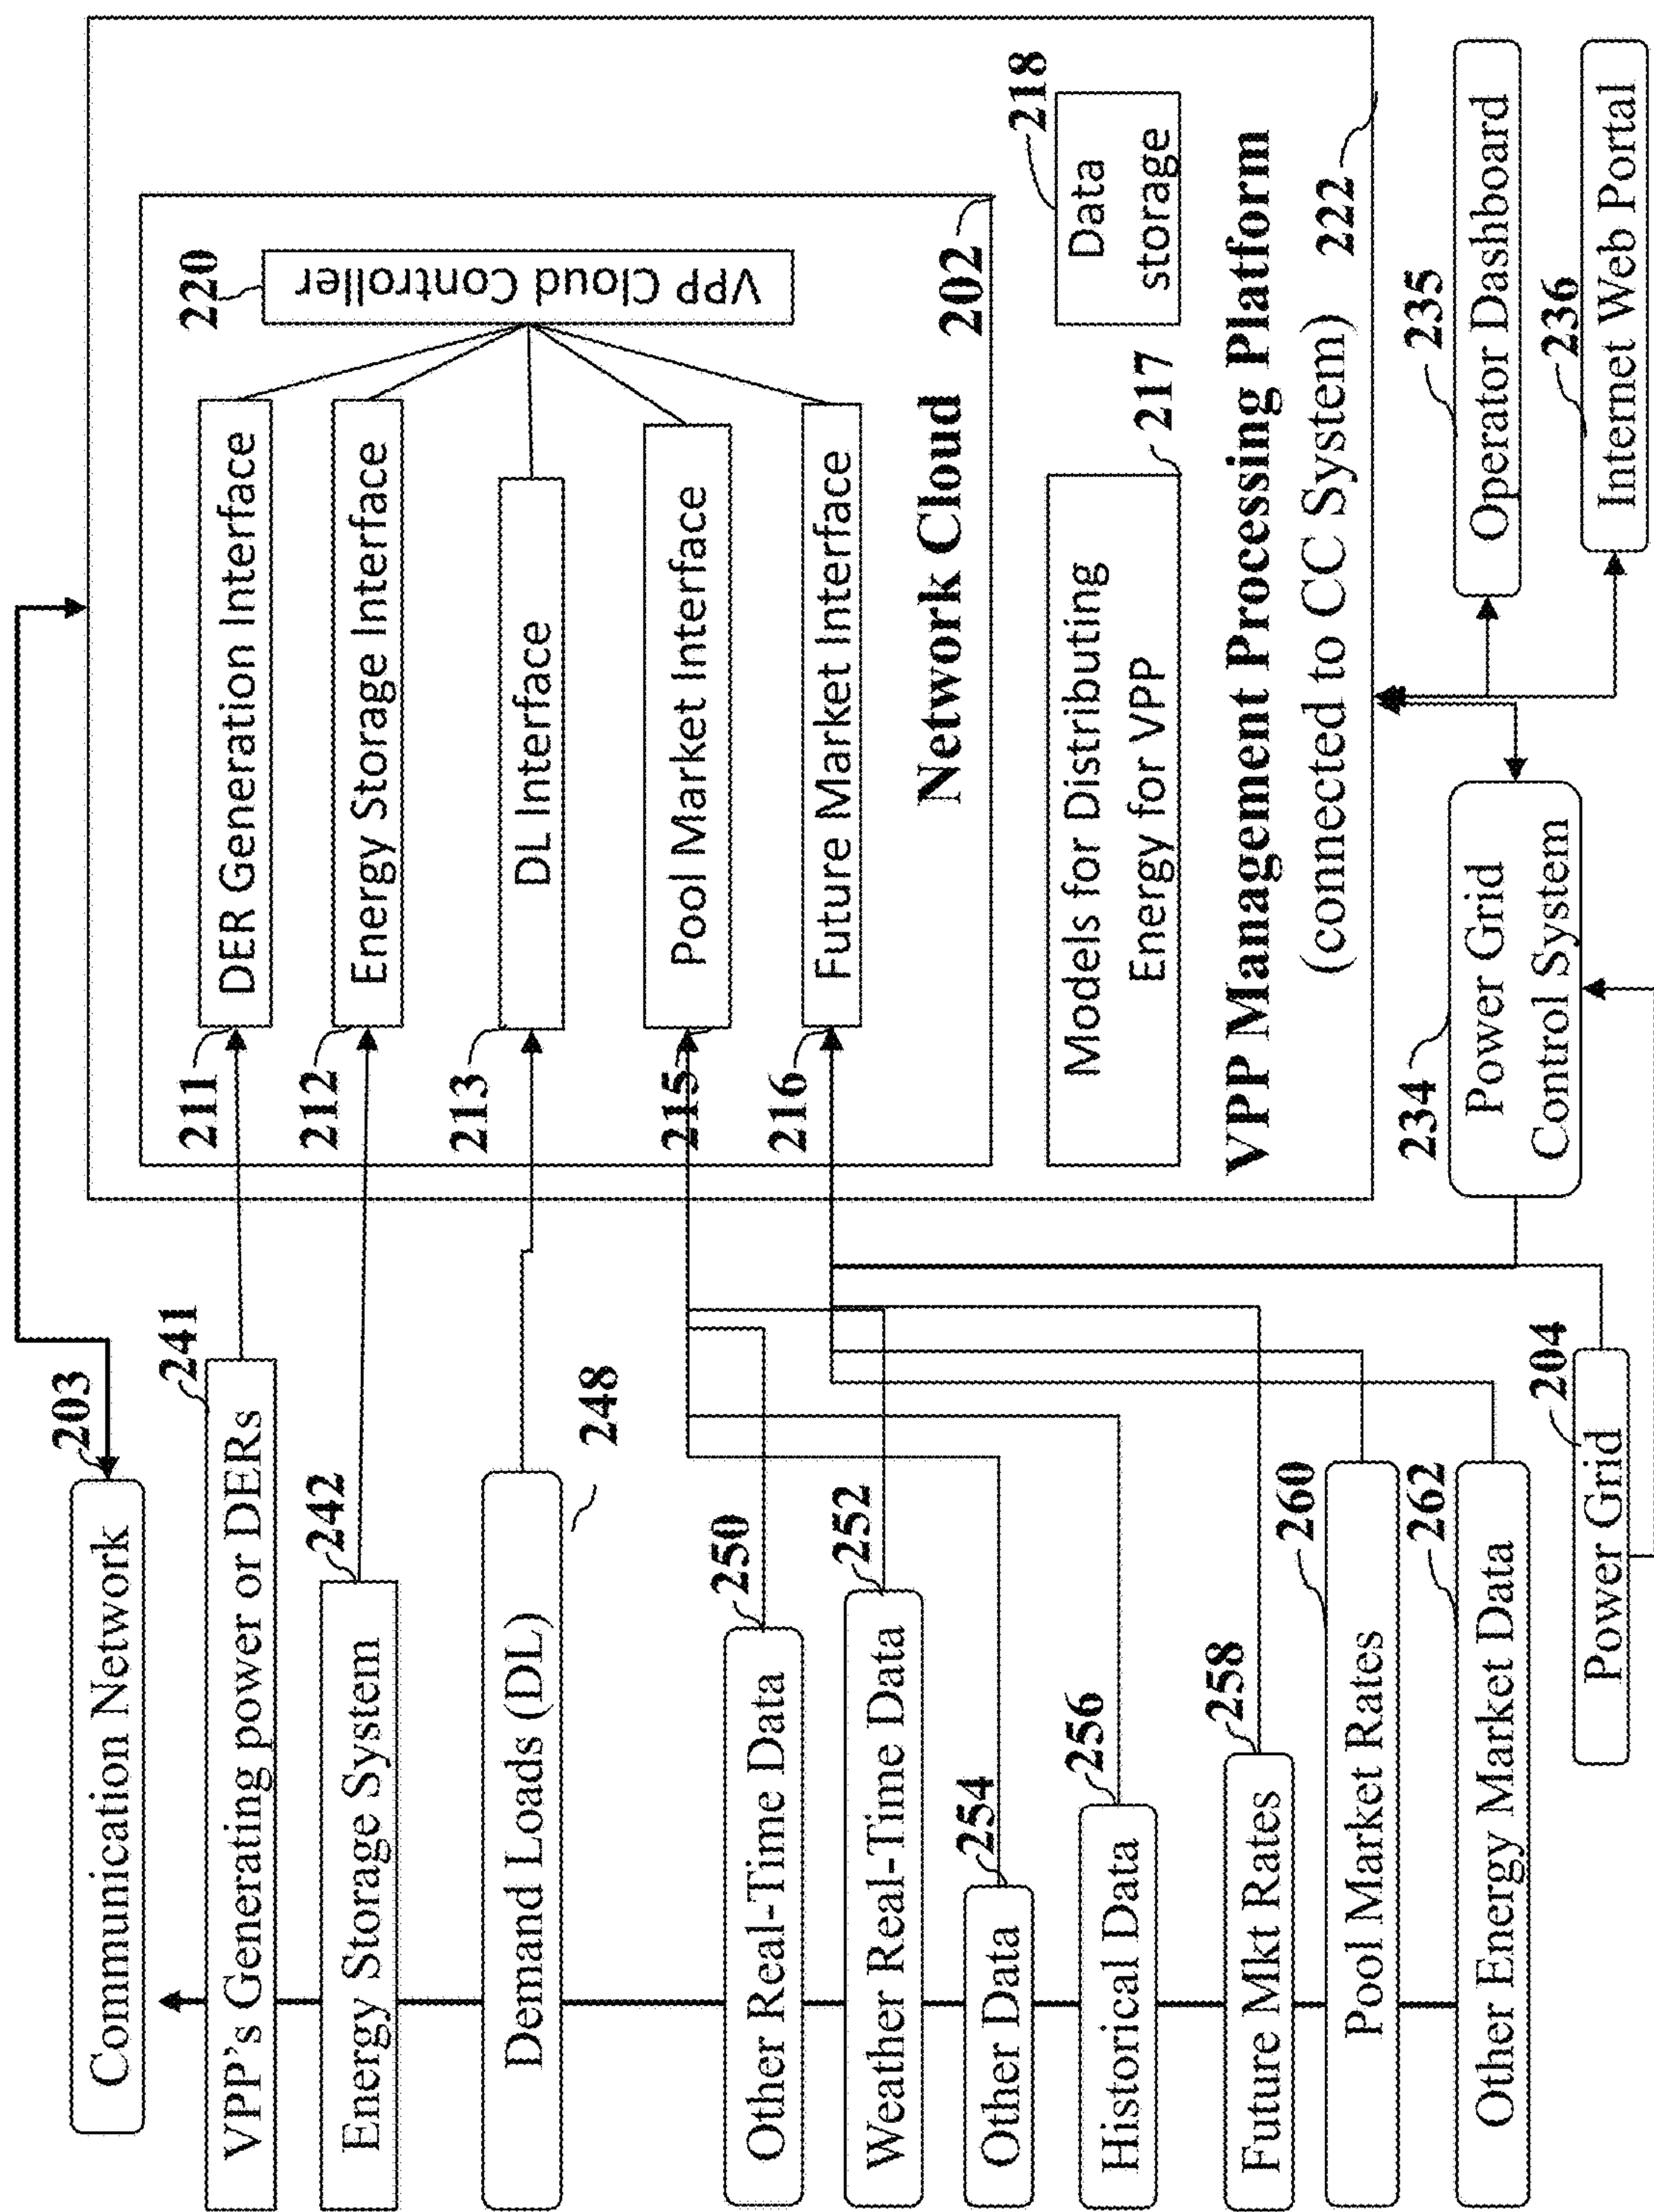 203
Communication Network
241
VPP's Generating power or DERs
242
Energy Storage System
Demand Loads (DL)
248
250
Other Real-Time Data
252
Weather Real-Time Data
254
Other Data
256
Historical Data
258
Future Mkt Rates
260
Pool Market Rates
262
Other Energy Market Data
204
Power Grid
211
DER Generation Interface
212
Energy Storage Interface
213
DL Interface
215
Pool Market Interface
216
Future Market Interface
220
VPP Cloud Controller
Network Cloud
202
217
Models for Distributing
Energy for VPP
218
Data
storage
VPP Management Processing Platform
(connected to CC System)
222
234
Power Grid
Control System
235
Operator Dashboard
236
Internet Web Portal